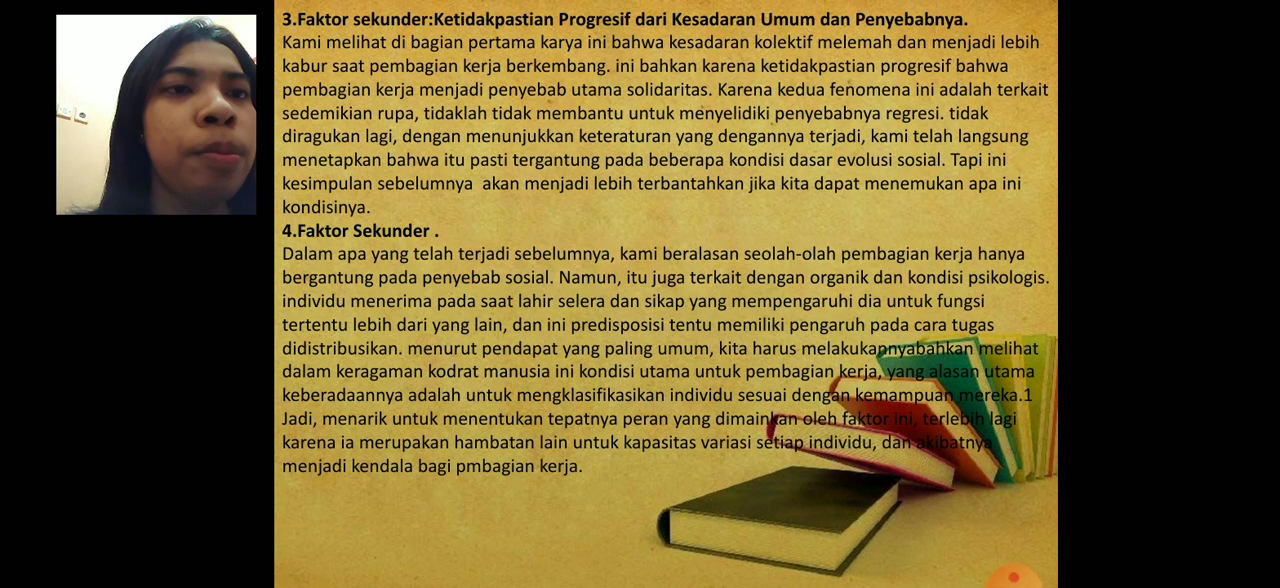 3.Faktor sekunder:Ketidakpastian Progresif dari Kesadaran Umum dan Penyebabnya.
Kami melihat di bagian pertama karya ini bahwa kesadaran kolektif melemah dan menjadi lebih
kabur saat pembagian kerja berkembang. ini bahkan karena ketidakpastian progresif bahwa
pembagian kerja menjadi penyebab utama solidaritas. Karena kedua fenomena ini adalah terkait
sedemikian rupa, tidaklah tidak membantu untuk menyelidiki penyebabnya regresi. tidak
diragukan lagi, dengan menunjukkan keteraturan yang dengannya terjadi, kami telah langsung
menetapkan bahwa itu pasti tergantung pada beberapa kondisi dasar evolusi sosial. Tapi ini
kesimpulan sebelumnya  akan menjadi lebih terbantahkan jika kita dapat menemukan apa ini
kondisinya.
4.Faktor Sekunder .
Dalam apa yang telah terjadi sebelumnya, kami beralasan seolah-olah pembagian kerja hanya
bergantung pada penyebab sosial. Namun, itu juga terkait dengan organik dan kondisi psikologis.
individu menerima pada saat lahir selera dan sikap yang mempengaruhi dia untuk fungsi
tertentu lebih dari yang lain, dan ini predisposisi tentu memiliki pengaruh pada cara tugas
didistribusikan. menurut pendapat yang paling umum, kita harus melakukannyabahkan melihat
dalam keragaman kodrat manusia ini kondisi utama untuk pembagian kerja, yang alasan utama
keberadaannya adalah untuk mengklasifikasikan individu sesuai dengan kemampuan mereka.1
Jadi, menarik untuk menentukan tepatnya peran yang dimainkan oleh faktor ini, terlebih lagi
karena ia merupakan hambatan lain untuk kapasitas variasi setiap individu, dan akibatnya
menjadi kendala bagi pmbagian kerja.